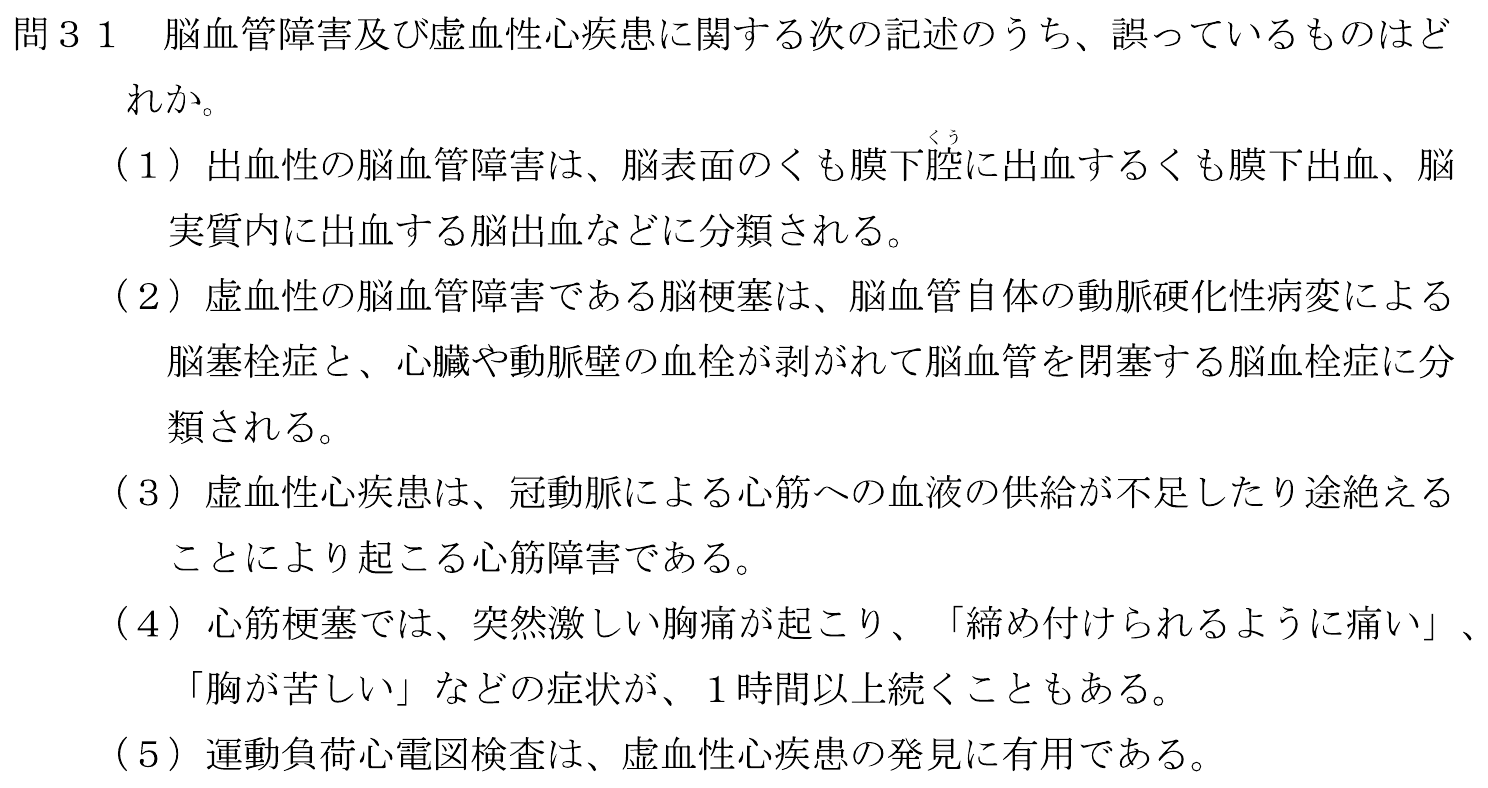 問３１　脳血管障害及び虚血性心疾患に関する次の記述のうち、誤っているものはど
れか。
くう
（１）出血性の脳血管障害は、脳表面のくも膜下腔に出血するくも膜下出血、脳
実質内に出血する脳出血などに分類される。
（２）虚血性の脳血管障害である脳梗塞は、脳血管自体の動脈硬化性病変による
脳塞栓症と、心臓や動脈壁の血栓が剥がれて脳血管を閉塞する脳血栓症に分
類される。
（３）虚血性心疾患は、冠動脈による心筋への血液の供給が不足したり途絶える
ことにより起こる心筋障害である。
（４）心筋梗塞では、突然激しい胸痛が起こり、「締め付けられるように痛い」、
「胸が苦しい」などの症状が、１時間以上続くこともある。
（５）運動負荷心電図検査は、虚血性心疾患の発見に有用である。